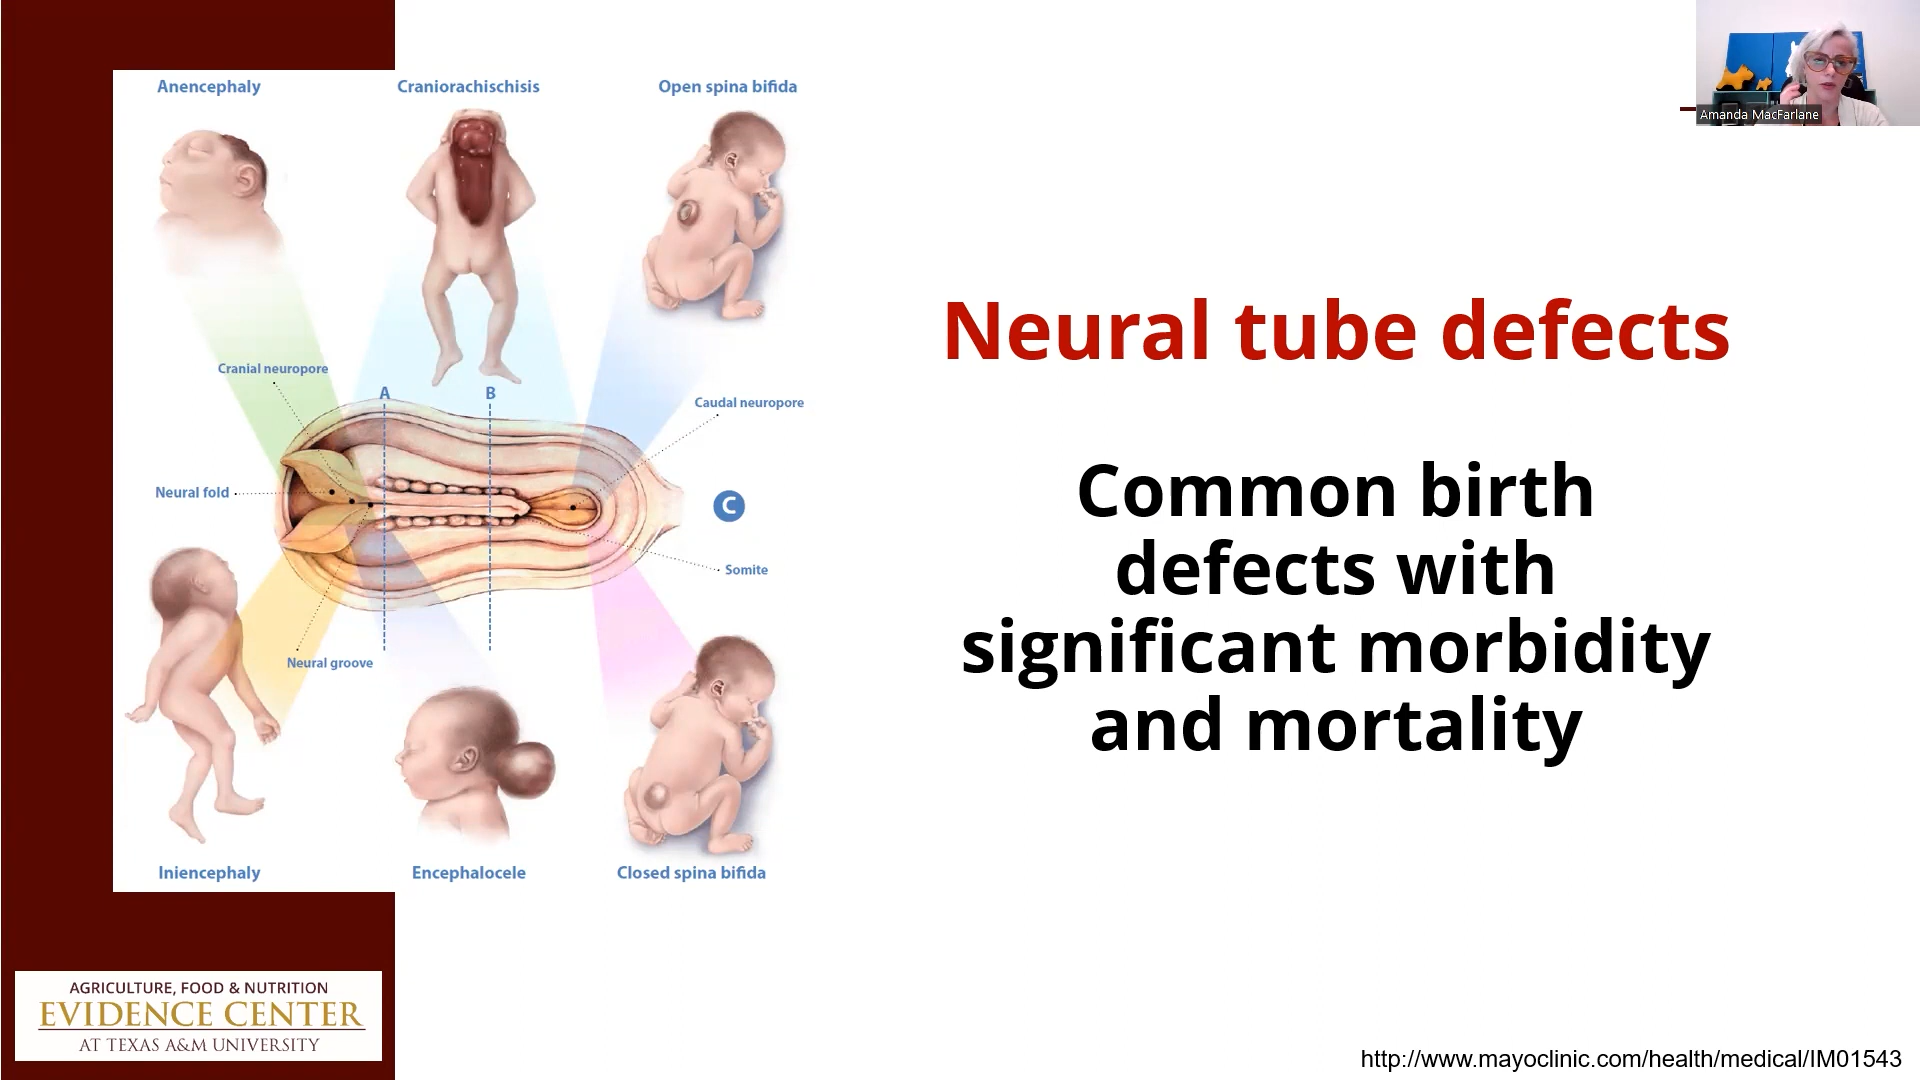 Anencephaly
Craniorachischisis
Open spina bifida
Amanda MacFarlane
Cranial neuropore
A
B
Caudal neuropore
Neural fold
C
Somite
Neural groove
Iniencephaly
Encephalocele
Closed spina bifida
Neural tube defects
Common birth
defects with
significant morbidity
and mortality
AGRICULTURE, FOOD & NUTRITION
EVIDENCE CENTER
AT TEXAS A&M UNIVERSITY
http://www.mayoclinic.com/health/medical/IM01543